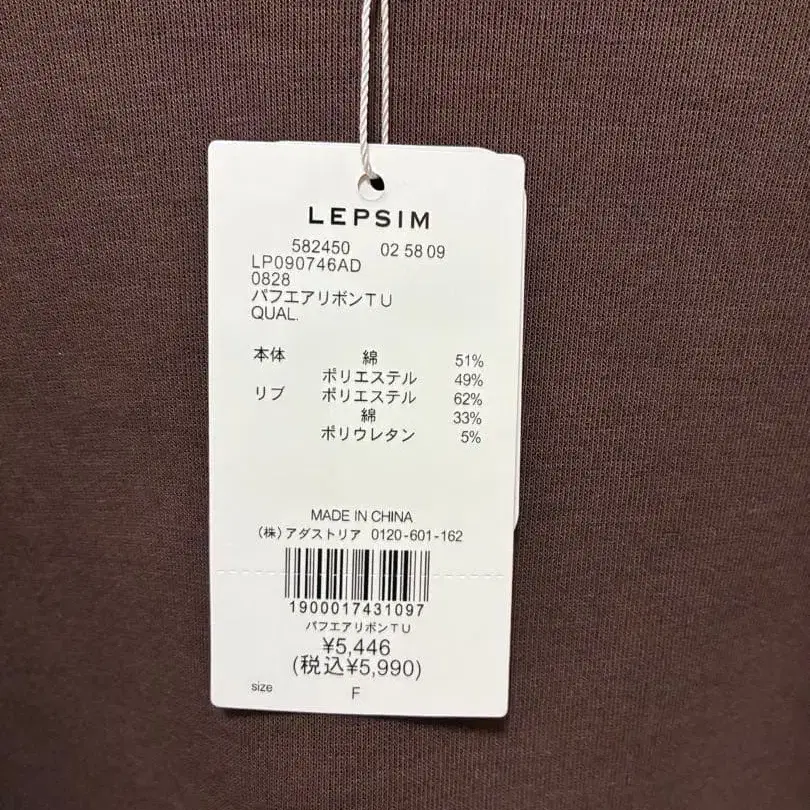 LEPSIM
582450 02 58 09
LP090746AD
0828
パフエアリボンTU
QUAL.
本体 綿 51%
ポリエステル 49%
リブ ポリエステル 62%
綿 33%
ポリウレタン 5%
MADE IN CHINA
(株)アダストリア 0120-601-162
1900017431097
パフエアリボンTU
¥5,446
(税込¥5,990)
size F